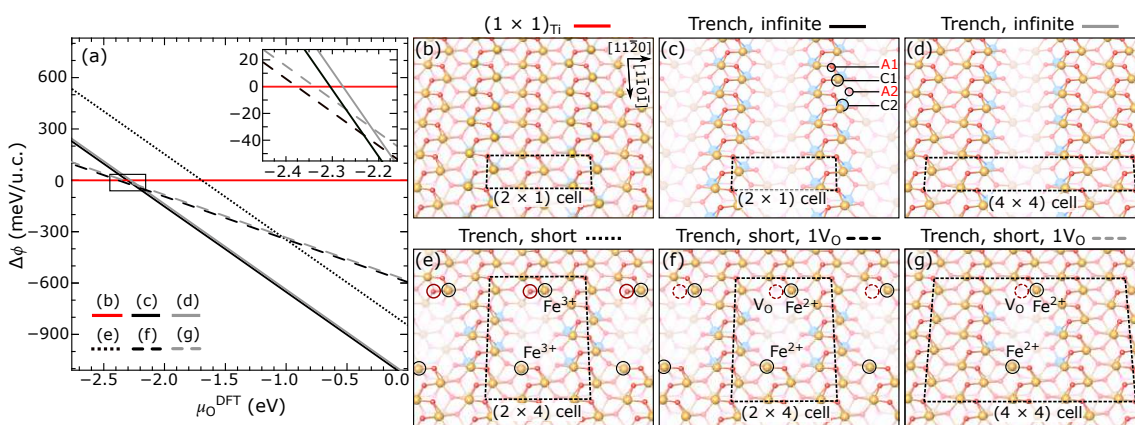 (1 × 1)Ti
Trench, infinite
Trench, infinite
(a)
Δϕ (meV/u.c.)
600
300
0
−300
−600
−900
20
0
−20
−40
−2.4
−2.3
−2.2
(b) (c) (d)
(e) (f) (g)
−2.5 −2.0 −1.5 −1.0 −0.5 0.0
μO DFT (eV)
(b)
[112̅0]
[11̅01̅]
(2 × 1) cell
(c)
A1
C1
A2
C2
(2 × 1) cell
(d)
(4 × 4) cell
Trench, short
Trench, short, 1VO
Trench, short, 1VO
(e)
Fe3+
Fe3+
(2 × 4) cell
(f)
VO Fe2+
Fe2+
(2 × 4) cell
(g)
VO Fe2+
Fe2+
(4 × 4) cell